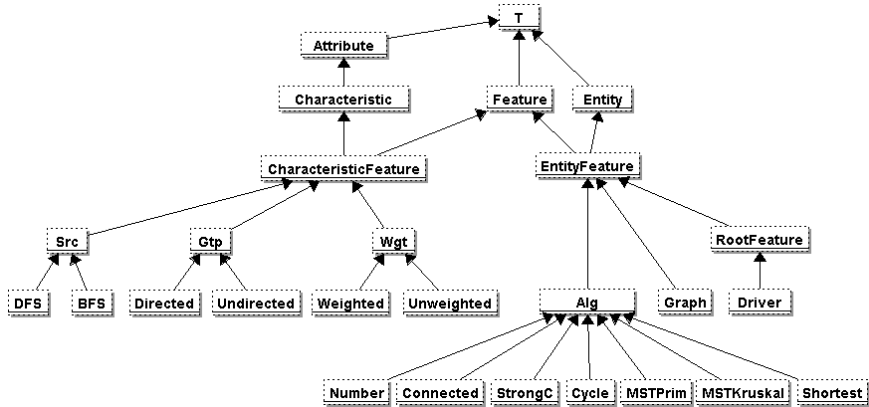 T
Attribute
Characteristic
Feature
Entity
CharacteristicFeature
EntityFeature
Src
Gtp
Wgt
RootFeature
DFS
BFS
Directed
Undirected
Weighted
Unweighted
Alg
Graph
Driver
Number
Connected
StrongC
Cycle
MSTPrim
MSTKruskal
Shortest